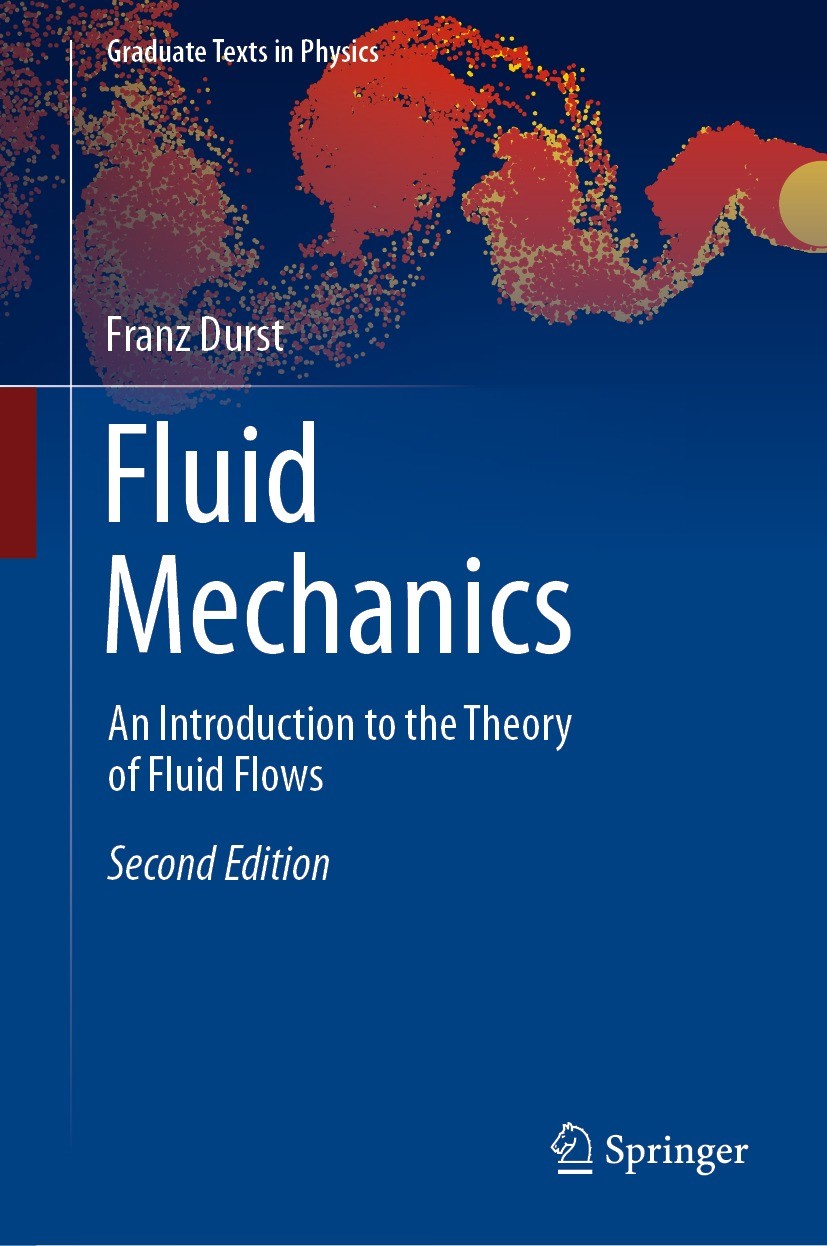 Graduate Texts in Physics
Franz Durst
Fluid
Mechanics
An Introduction to the Theory
of Fluid Flows
Second Edition
Springer